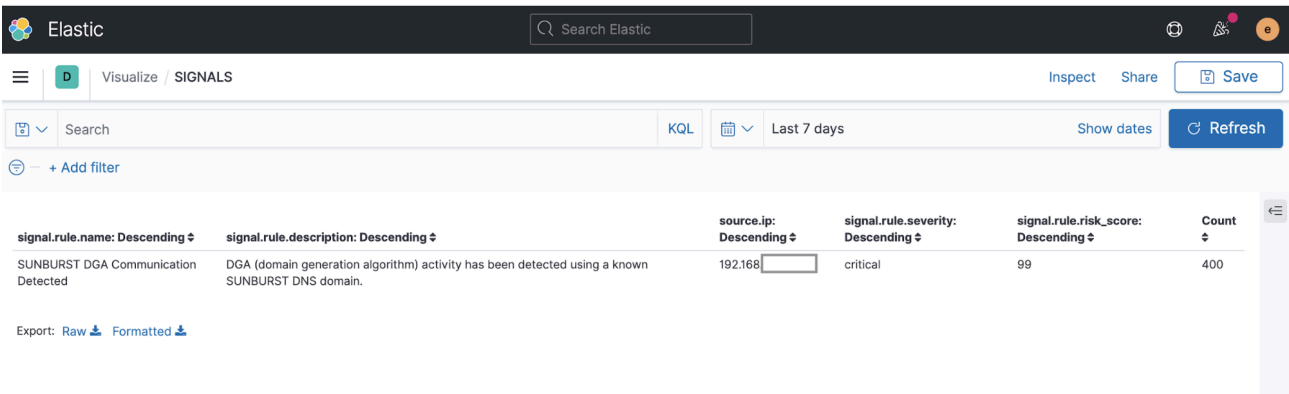 Elastic
Search Elastic
e
D
Visualize / SIGNALS
Inspect
Share
Save
Search
KQL
Last 7 days
Show dates
Refresh
+ Add filter
signal.rule.name: Descending
signal.rule.description: Descending
source.ip:
Descending
signal.rule.severity:
Descending
signal.rule.risk_score:
Descending
Count
SUNBURST DGA Communication
Detected
DGA (domain generation algorithm) activity has been detected using a known
SUNBURST DNS domain.
192.168
critical
99
400
Export: Raw Formatted